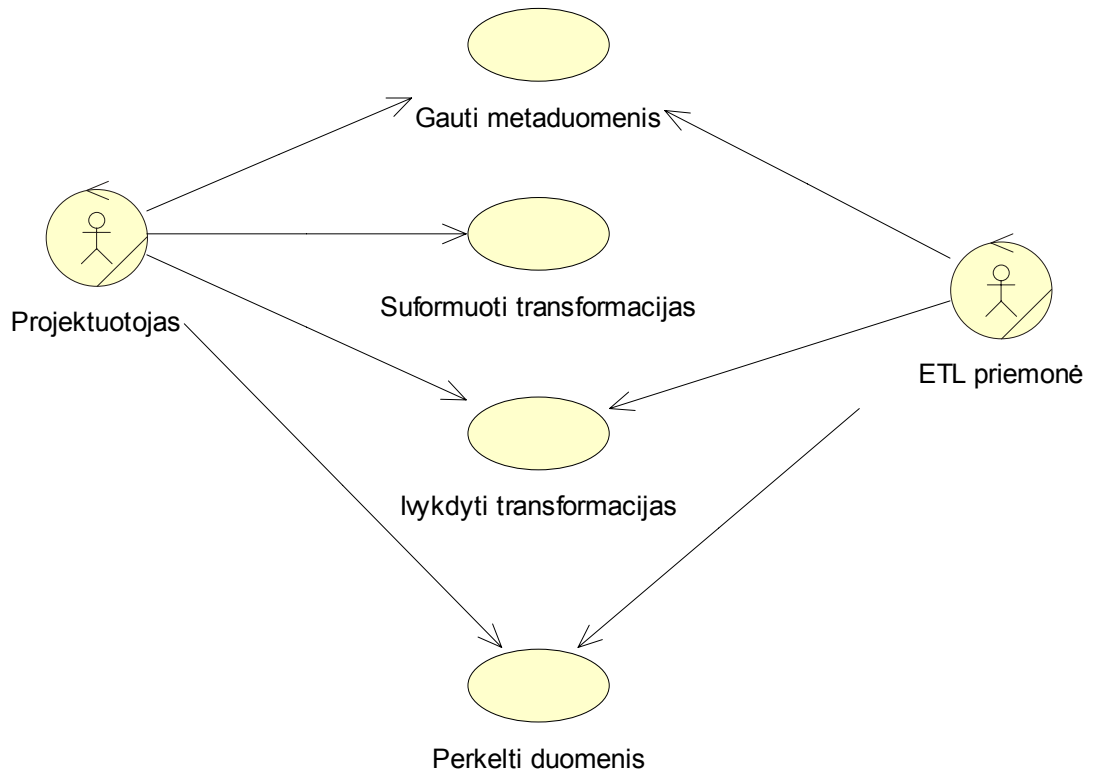 Gauti metaduomenis
Projektuotojas
Suformuoti transformacijas
ETL priemonė
Ivykdyti transformacijas
Perkelti duomenis